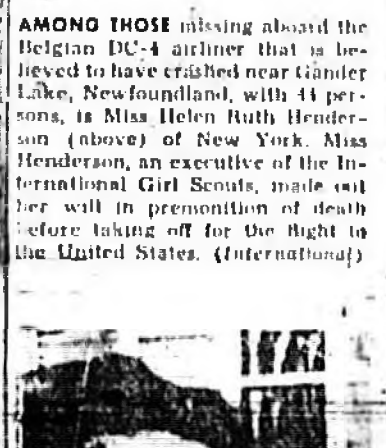 AMONG THOSE missing aboard the
Belgian DC-4 airliner that is be-
lieved to have crashed near Gander
Lake, Newfoundland, with 44 per-
sons, is Miss Helen Ruth Hender-
son (above) of New York. Miss
Henderson, an executive of the In-
ternational Girl Scouts, made out
her will in premonition of death
before taking off for the flight to
the United States. (International)